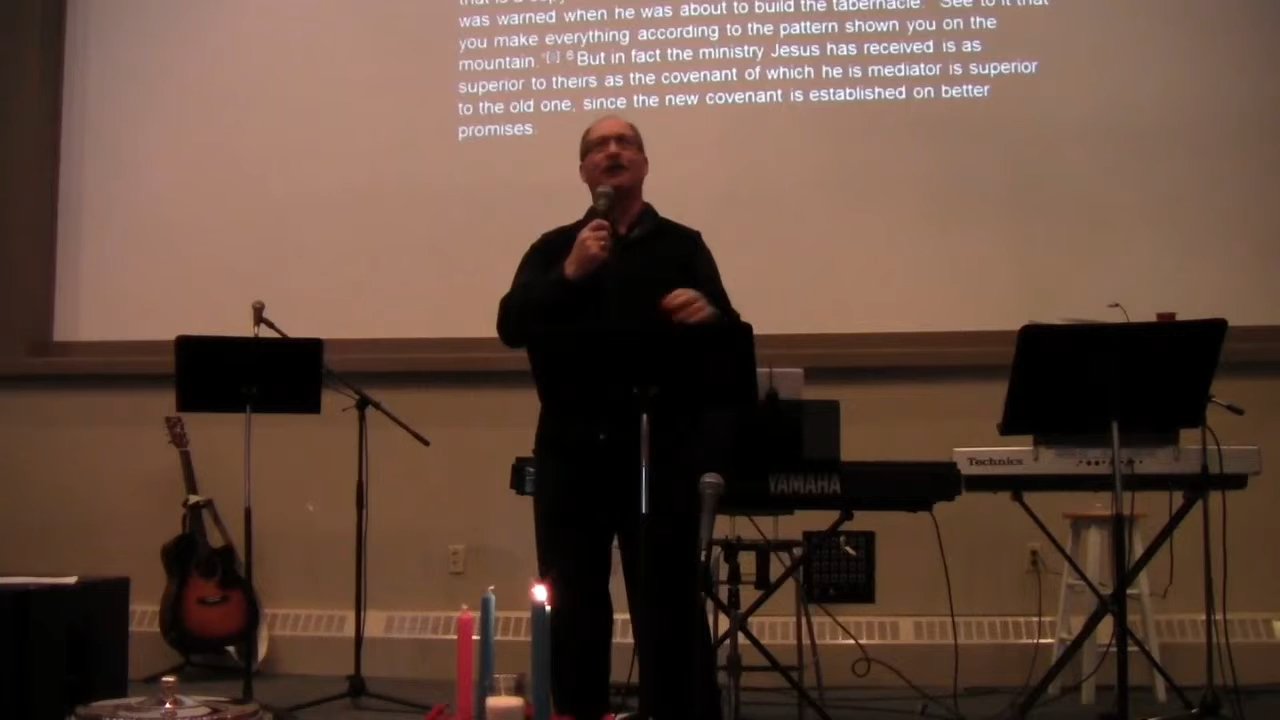 that is a copy
was warned when he was about to build the tabernacle: "See to it that
you make everything according to the pattern shown you on the
mountain."[ ] 6 But in fact the ministry Jesus has received is as
superior to theirs as the covenant of which he is mediator is superior
to the old one, since the new covenant is established on better
promises.
YAMAHA
Technics